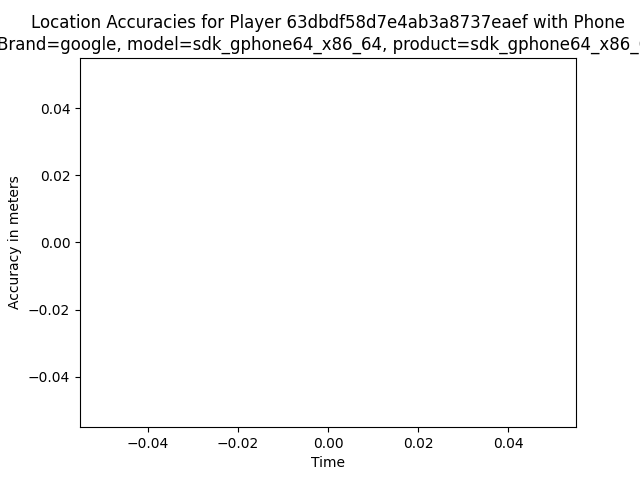 Location Accuracies for Player 63dbdf58d7e4ab3a8737eaef with Phone
Brand=google, model=sdk_gphone64_x86_64, product=sdk_gphone64_x86_
0.04
0.02
0.00
−0.02
−0.04
Accuracy in meters
−0.04 −0.02 0.00 0.02 0.04
Time